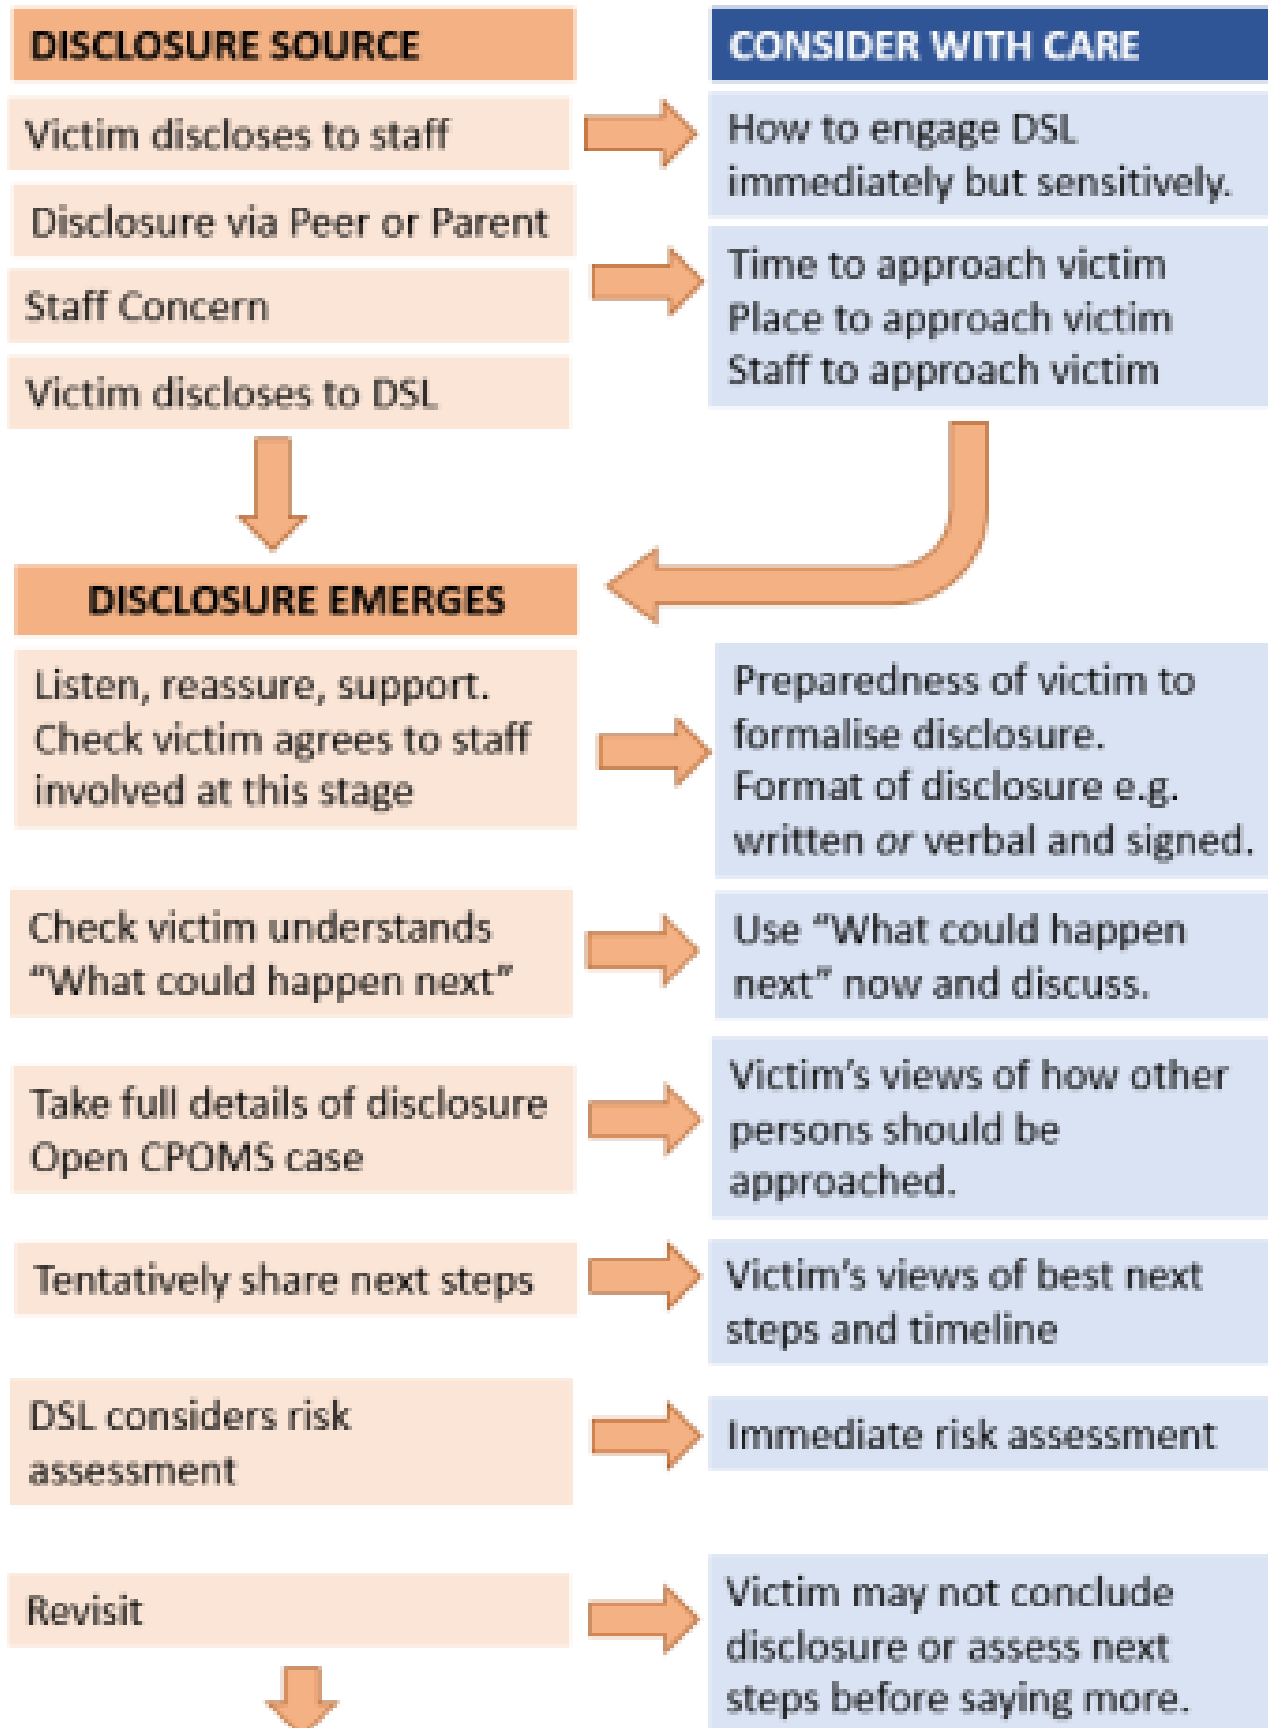 DISCLOSURE SOURCE
CONSIDER WITH CARE
Victim discloses to staff
How to engage DSL
immediately but sensitively.
Disclosure via Peer or Parent
Staff Concern
Time to approach victim
Place to approach victim
Staff to approach victim
Victim discloses to DSL
DISCLOSURE EMERGES
Listen, reassure, support.
Check victim agrees to staff
involved at this stage
Preparedness of victim to
formalise disclosure.
Format of disclosure e.g.
written or verbal and signed.
Check victim understands
“What could happen next”
Use “What could happen
next” now and discuss.
Take full details of disclosure
Open CPOMS case
Victim’s views of how other
persons should be
approached.
Tentatively share next steps
Victim’s views of best next
steps and timeline
DSL considers risk
assessment
Immediate risk assessment
Revisit
Victim may not conclude
disclosure or assess next
steps before saying more.